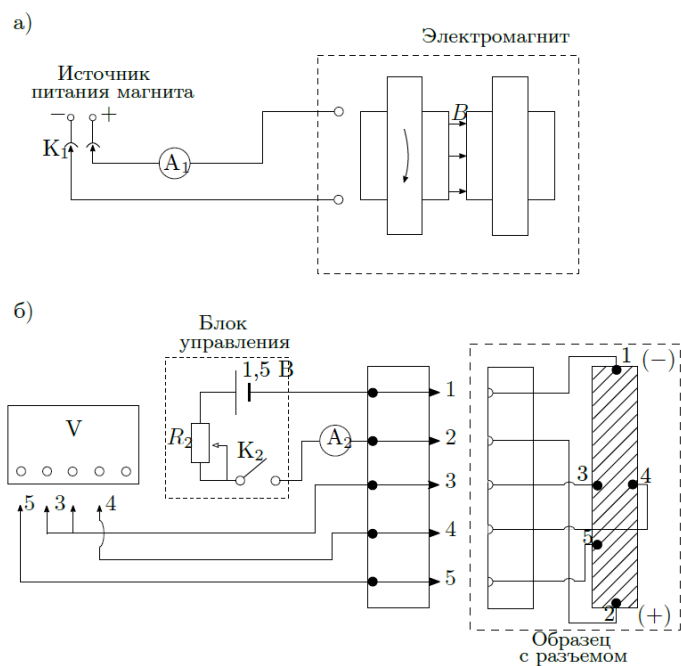 а)
Электромагнит
Источник
питания магнита
− +
B
K1
A1
б)
Блок
управления
1,5 В
1 (−)
1
V
R2
K2
A2
2
3
3 4
5 3 4
4
5
5
2 (+)
Образец
с разъемом